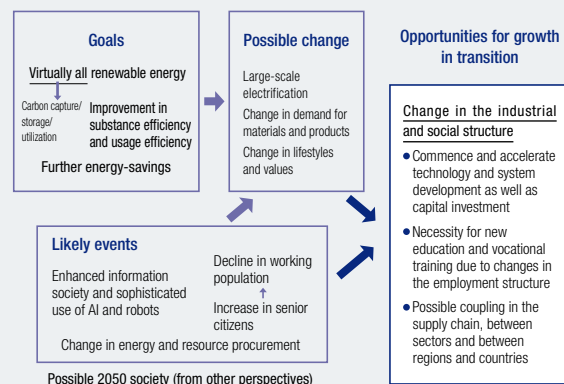 Goals
Virtually all renewable energy
Carbon capture/
storage/
utilization
Improvement in
substance efficiency
and usage efficiency
Further energy-savings
Possible change
Large-scale
electrification
Change in demand for
materials and products
Change in lifestyles
and values
Opportunities for growth
in transition
Change in the industrial
and social structure
● Commence and accelerate
technology and system
development as well as
capital investment
● Necessity for new
education and vocational
training due to changes in
the employment structure
● Possible coupling in the
supply chain, between
sectors and between
regions and countries
Likely events
Enhanced information
society and sophisticated
use of AI and robots
Decline in working
population
Increase in senior
citizens
Change in energy and resource procurement
Possible 2050 society (from other perspectives)